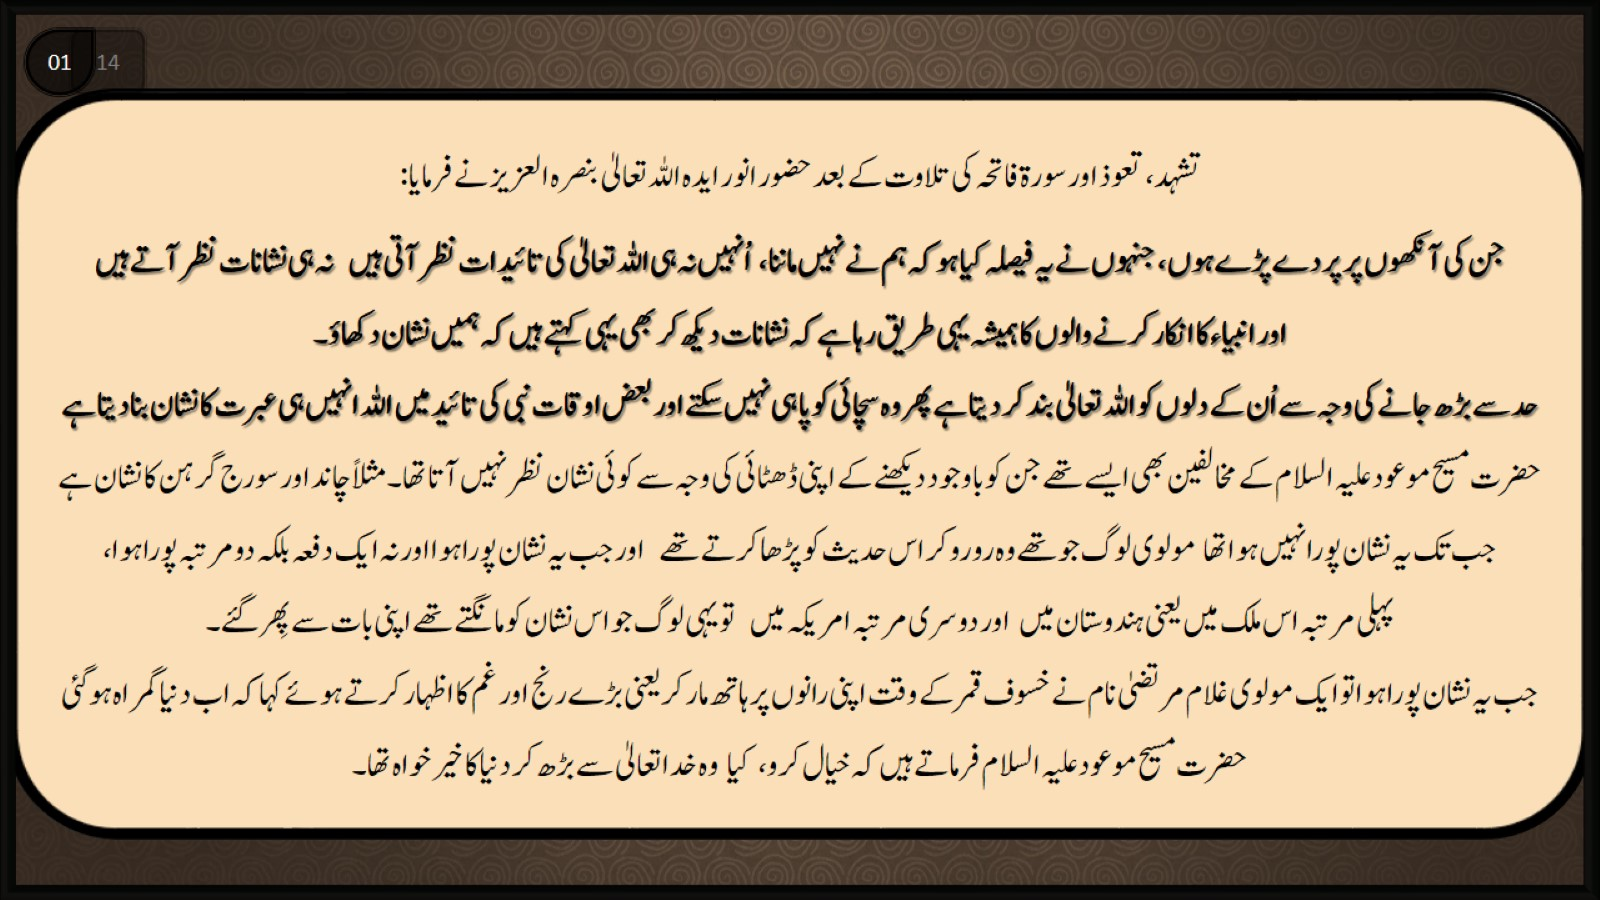 01 14
تشہد، تعوذ اور سورۃ فاتحہ کی تلاوت کے بعد حضور انور ایدہ اللہ تعالیٰ بنصرہ العزیز نے فرمایا:
جن کی آنکھوں پر پردے پڑے ہوں، جنہوں نے یہ فیصلہ کیا ہو کہ ہم نے نہیں ماننا، اُنہیں نہ ہی اللہ تعالیٰ کی تائیدات نظر آتی ہیں نہ ہی نشانات نظر آتے ہیں
اور انبیاء کا انکار کرنے والوں کا ہمیشہ یہی طریق رہا ہے کہ نشانات دیکھ کر بھی یہی کہتے ہیں کہ ہمیں نشان دکھاؤ۔
حد سے بڑھ جانے کی وجہ سے اُن کے دلوں کو اللہ تعالیٰ بند کر دیتا ہے پھر وہ سچائی کو پا ہی نہیں سکتے اور بعض اوقات نبی کی تائید میں اللہ انہیں ہی عبرت کا نشان بنا دیتا ہے
حضرت مسیح موعود علیہ السلام کے مخالفین بھی ایسے تھے جن کو باوجود دیکھنے کے اپنی ڈھٹائی کی وجہ سے کوئی نشان نظر نہیں آتا تھا۔ مثلاً چاند اور سورج گرہن کا نشان ہے
جب تک یہ نشان پورا نہیں ہوا تھا مولوی لوگ جو تھے وہ رو رو کر اس حدیث کو پڑھا کرتے تھے اور جب یہ نشان پورا ہوا اور نہ ایک دفعہ بلکہ دو مرتبہ پورا ہوا،
پہلی مرتبہ اس ملک میں یعنی ہندوستان میں اور دوسری مرتبہ امریکہ میں تو یہی لوگ جو اس نشان کو مانگتے تھے اپنی بات سے پِھر گئے۔
جب یہ نشان پورا ہوا تو ایک مولوی غلام مرتضیٰ نام نے خسوف قمر کے وقت اپنی رانوں پر ہاتھ مار کر یعنی بڑے رنج اور غم کا اظہار کرتے ہوئے کہا کہ اب دنیا گمراہ ہوگئی
حضرت مسیح موعود علیہ السلام فرماتے ہیں کہ خیال کرو، کیا وہ خدا تعالیٰ سے بڑھ کر دنیا کا خیر خواہ تھا۔